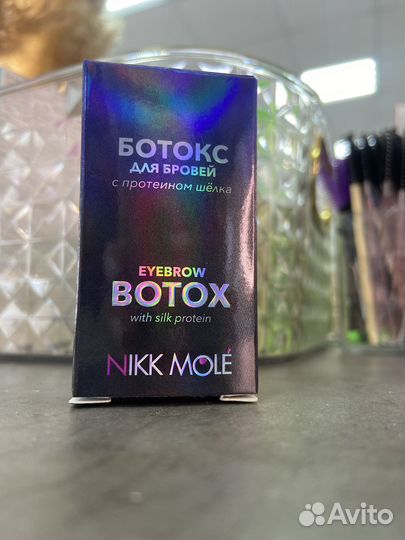 БОТОКС
ДЛЯ БРОВЕЙ
с протеином шёлка
EYEBROW
BOTOX
with silk protein
NIKK MOLÉ
Avito